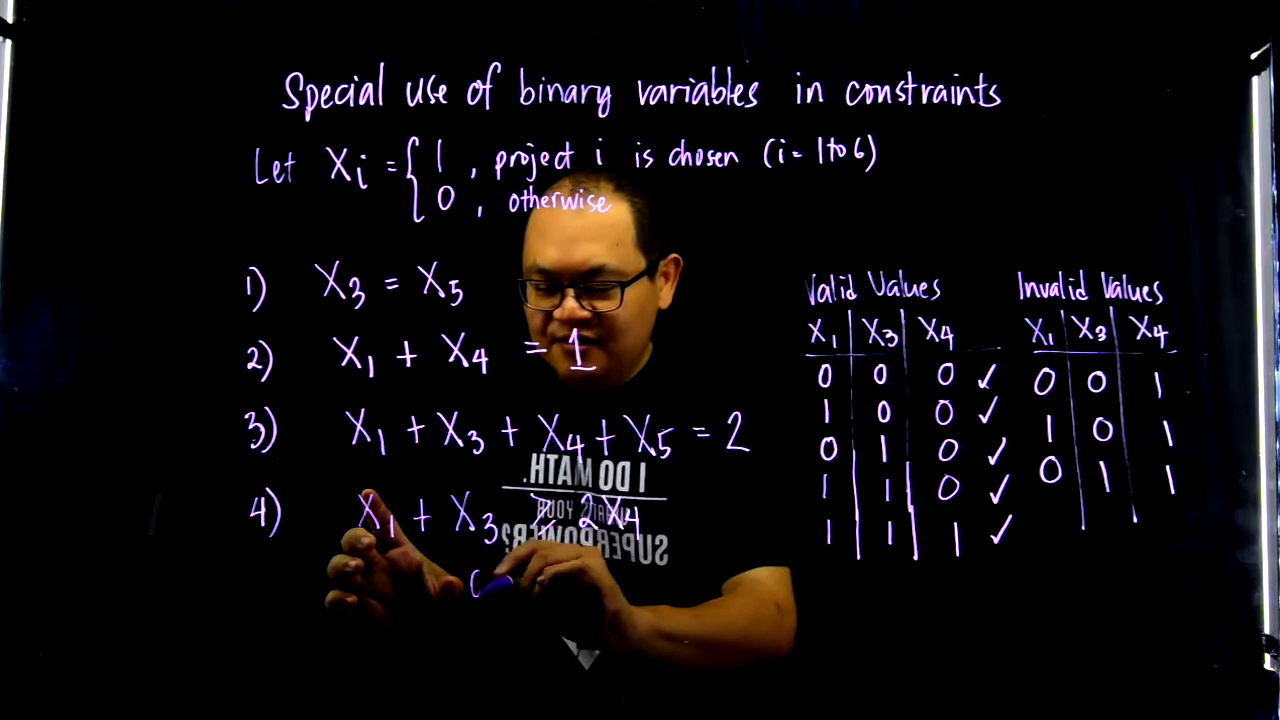 Special use of binary variables in constraints
Let Xi = { 1 , project i is chosen (i = 1 to 6)
0 , otherwise
1) X3 = X5
2) X1 + X4 = 1
3) X1 + X3 + X4 + X5 = 2
4) X1 + X3 ≥ 2X4
I DO MATH.
WHAT'S YOUR
SUPERPOWER?
Valid Values
X1 X3 X4
0 0 0 ✓
1 0 0 ✓
0 1 0 ✓
1 1 0 ✓
1 1 1 ✓
Invalid Values
X1 X3 X4
0 0 1
1 0 1
0 1 1